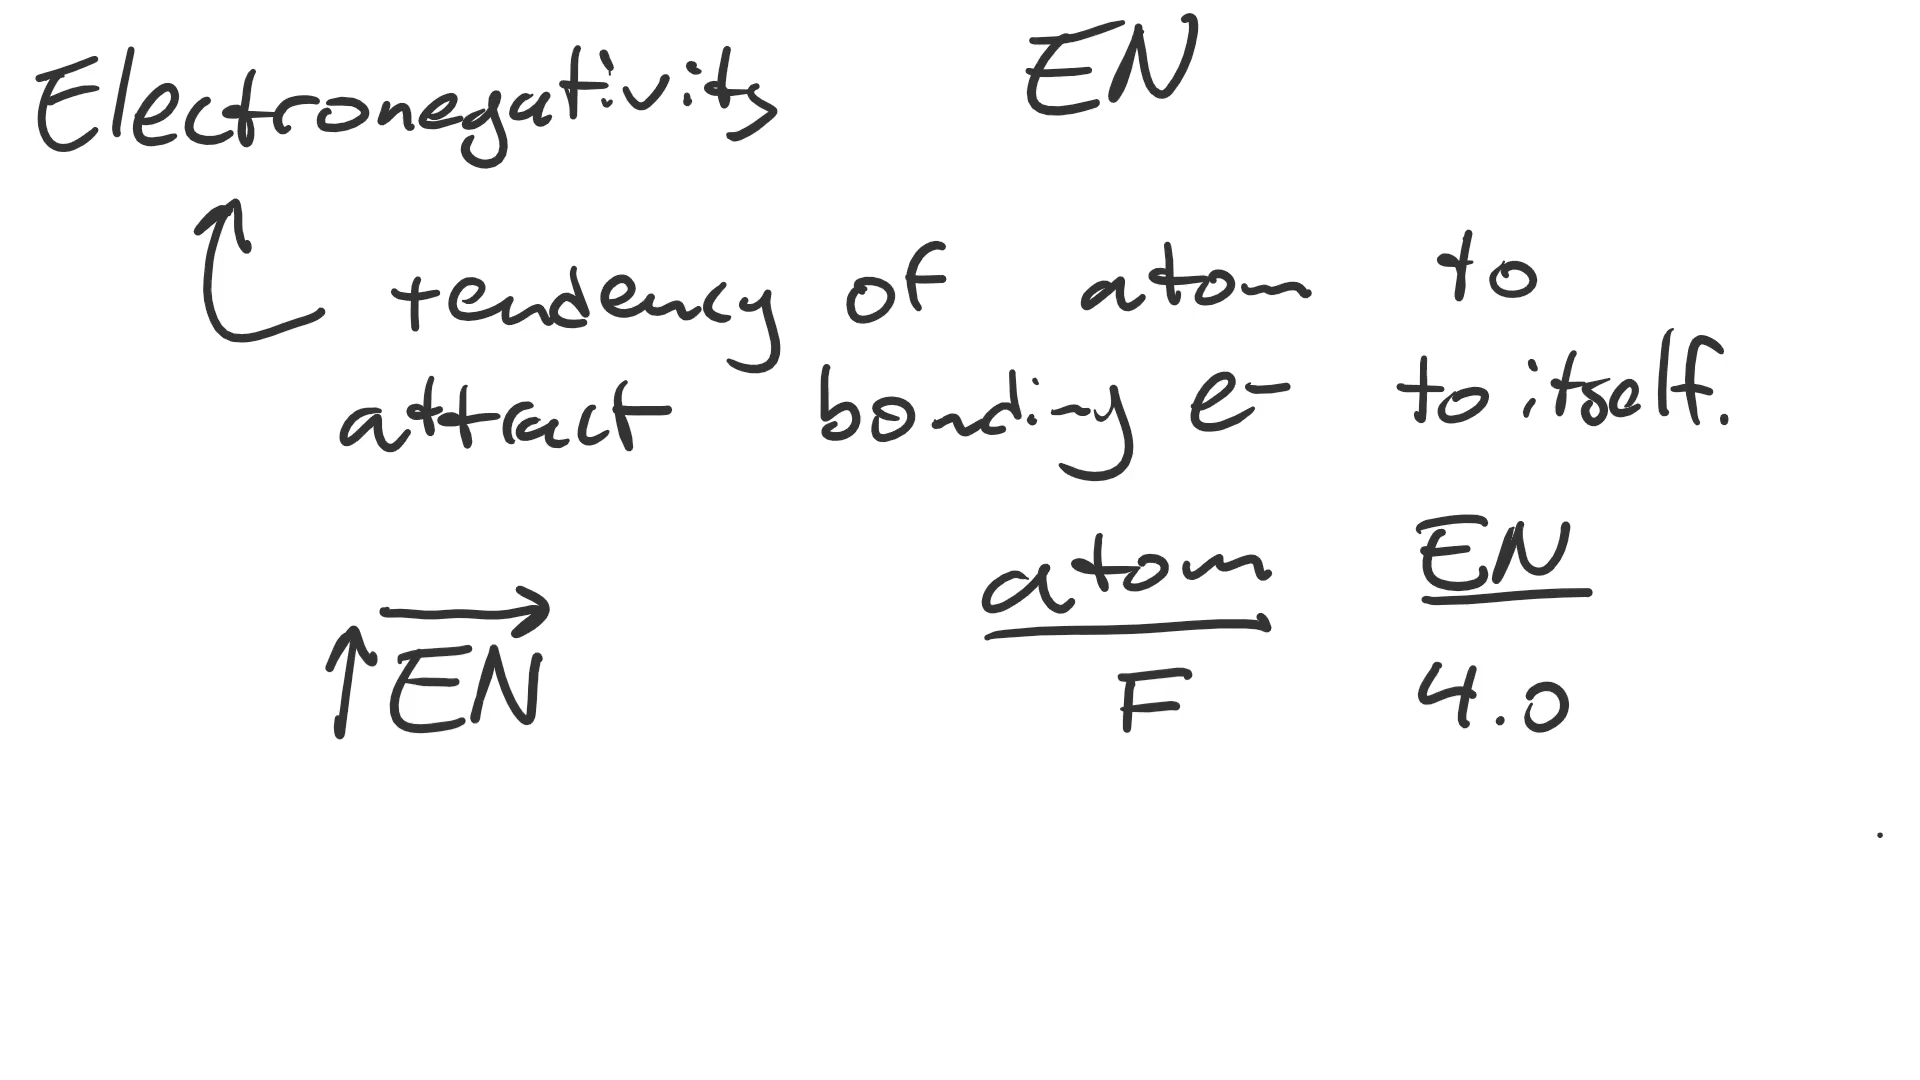 Electronegativity EN
tendency of atom to
attract bonding e- to itself.
atom EN
↑EN→
F 4.0